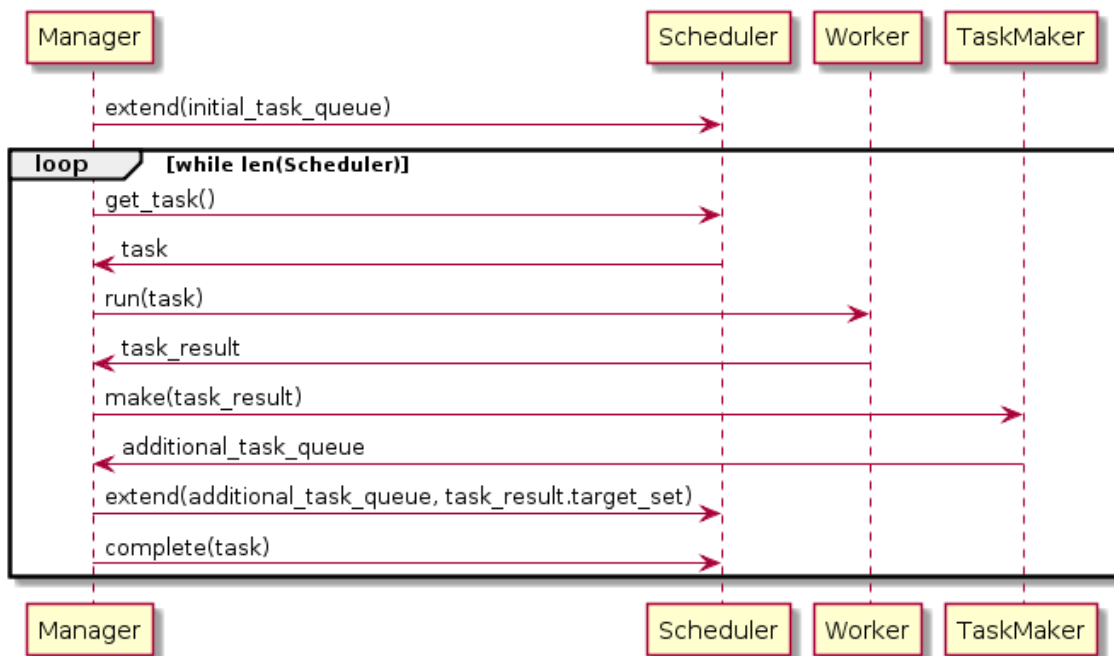 Manager Scheduler Worker TaskMaker
extend(initial_task_queue)
loop [while len(Scheduler)]
get_task()
task
run(task)
task_result
make(task_result)
additional_task_queue
extend(additional_task_queue, task_result.target_set)
complete(task)
Manager Scheduler Worker TaskMaker